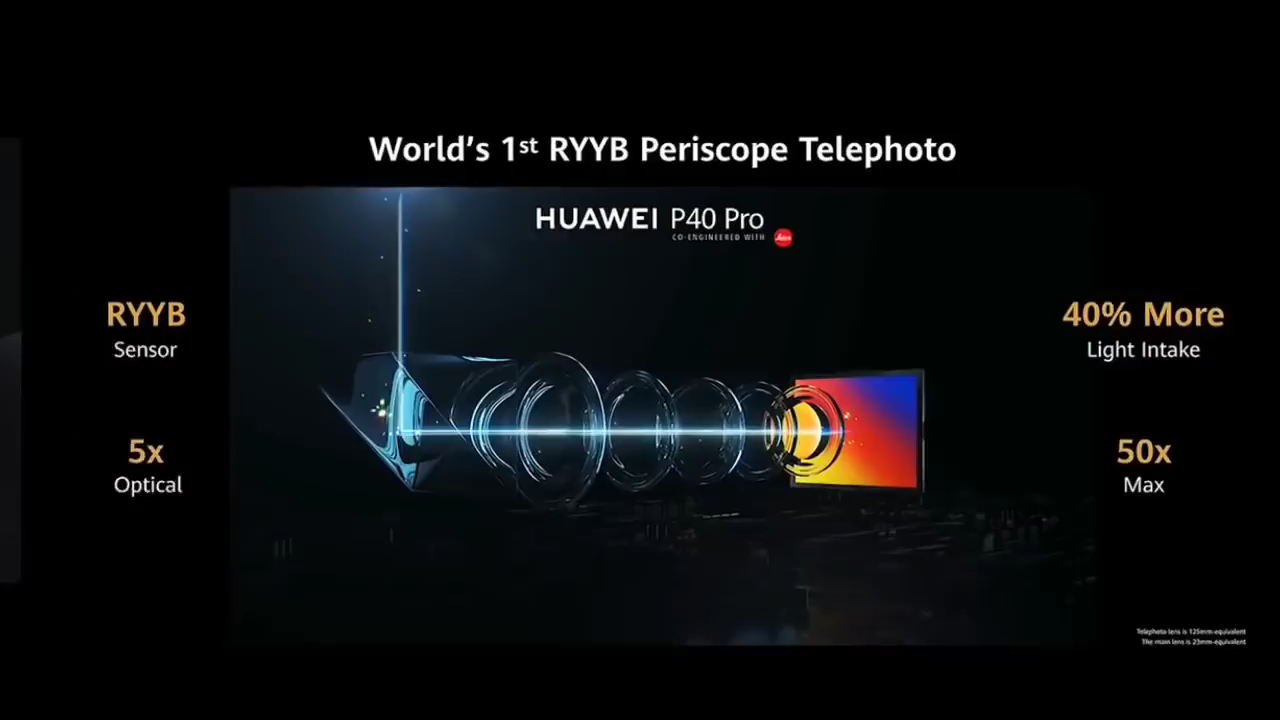 World's 1st RYYB Periscope Telephoto
HUAWEI P40 Pro
CO-ENGINEERED WITH
Leica
RYYB
Sensor
5x
Optical
40% More
Light Intake
50x
Max
Telephoto lens is 125mm-equivalent
The main lens is 23mm-equivalent